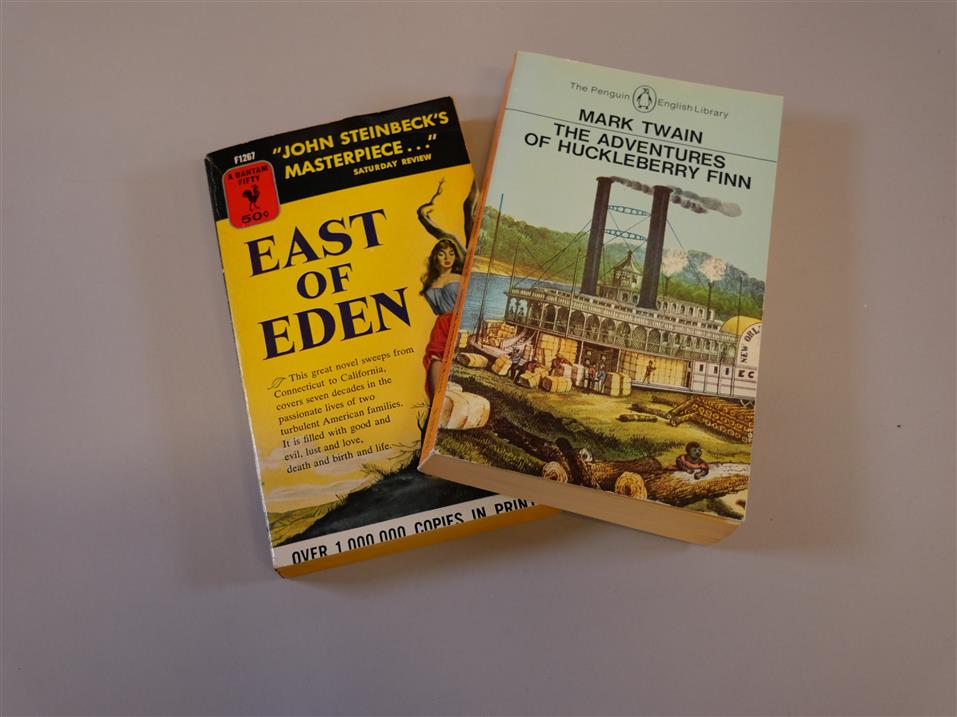 "JOHN STEINBECK'S
MASTERPIECE..."
SATURDAY REVIEW
F1267
A BANTAM
FIFTY
50¢
EAST
OF
EDEN
This great novel sweeps from
Connecticut to California,
covers seven decades in the
passionate lives of two
turbulent American families.
It is filled with good and
evil, lust and love,
death and birth and life.
OVER 1,000,000 COPIES IN PRINT
The Penguin English Library
MARK TWAIN
THE ADVENTURES
OF HUCKLEBERRY FINN
NEW ORL